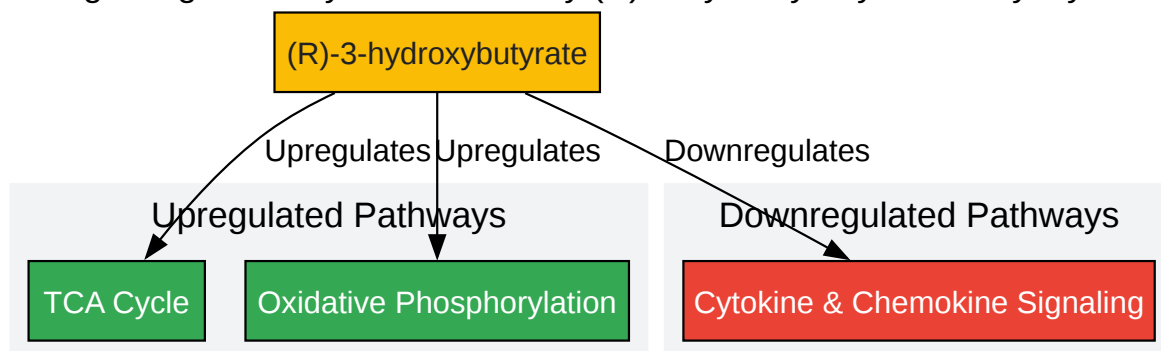 (R)-3-hydroxybutyrate
Upregulates Upregulates Downregulates
Upregulated Pathways Downregulated Pathways
TCA Cycle Oxidative Phosphorylation Cytokine & Chemokine Signaling